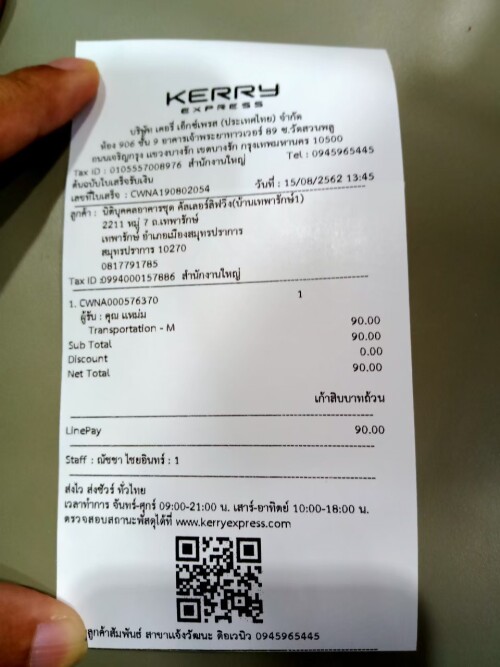 KERRY
EXPRESS
บริษัท เคอรี่ เอ็กซ์เพรส (ประเทศไทย) จำกัด
ห้อง 906 ชั้น 9 อาคารเจ้าพระยาทาวเวอร์ 89 ซ.วัดสวนพลู
ถนนเจริญกรุง แขวงบางรัก เขตบางรัก กรุงเทพมหานคร 10500
Tax ID : 0105557008976 สำนักงานใหญ่ Tel : 0945965445
ต้นฉบับใบเสร็จรับเงิน
เลขที่ใบเสร็จ : CWNA190802054 วันที่ : 15/08/2562 13:45
ลูกค้า : นิติบุคคลอาคารชุด คัลเลอร์ลิฟวิ่ง(บ้านเทพารักษ์1)
2211 หมู่ 7 ถ.เทพารักษ์
เทพารักษ์ อำเภอเมืองสมุทรปราการ
สมุทรปราการ 10270
0817791785
Tax ID :0994000157886 สำนักงานใหญ่
1. CWNA000576370 1
ผู้รับ : คุณ แหม่ม
Transportation - M 90.00
Sub Total 90.00
Discount 0.00
Net Total 90.00
เก้าสิบบาทถ้วน
LinePay 90.00
Staff : ณัชชา ไชยอินทร์ : 1
ส่งไว ส่งชัวร์ ทั่วไทย
เวลาทำการ จันทร์-ศุกร์ 09:00-21:00 น. เสาร์-อาทิตย์ 10:00-18:00 น.
ตรวจสอบสถานะพัสดุได้ที่ www.kerryexpress.com
ลูกค้าสัมพันธ์ สาขาแจ้งวัฒนะ ดิอเวนิว 0945965445